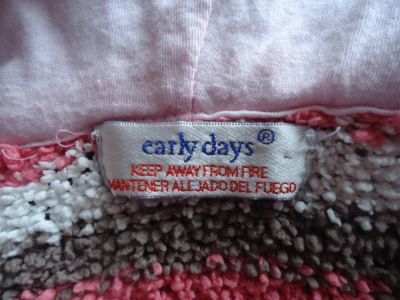 early days®
KEEP AWAY FROM FIRE
MANTENER ALEJADO DEL FUEGO